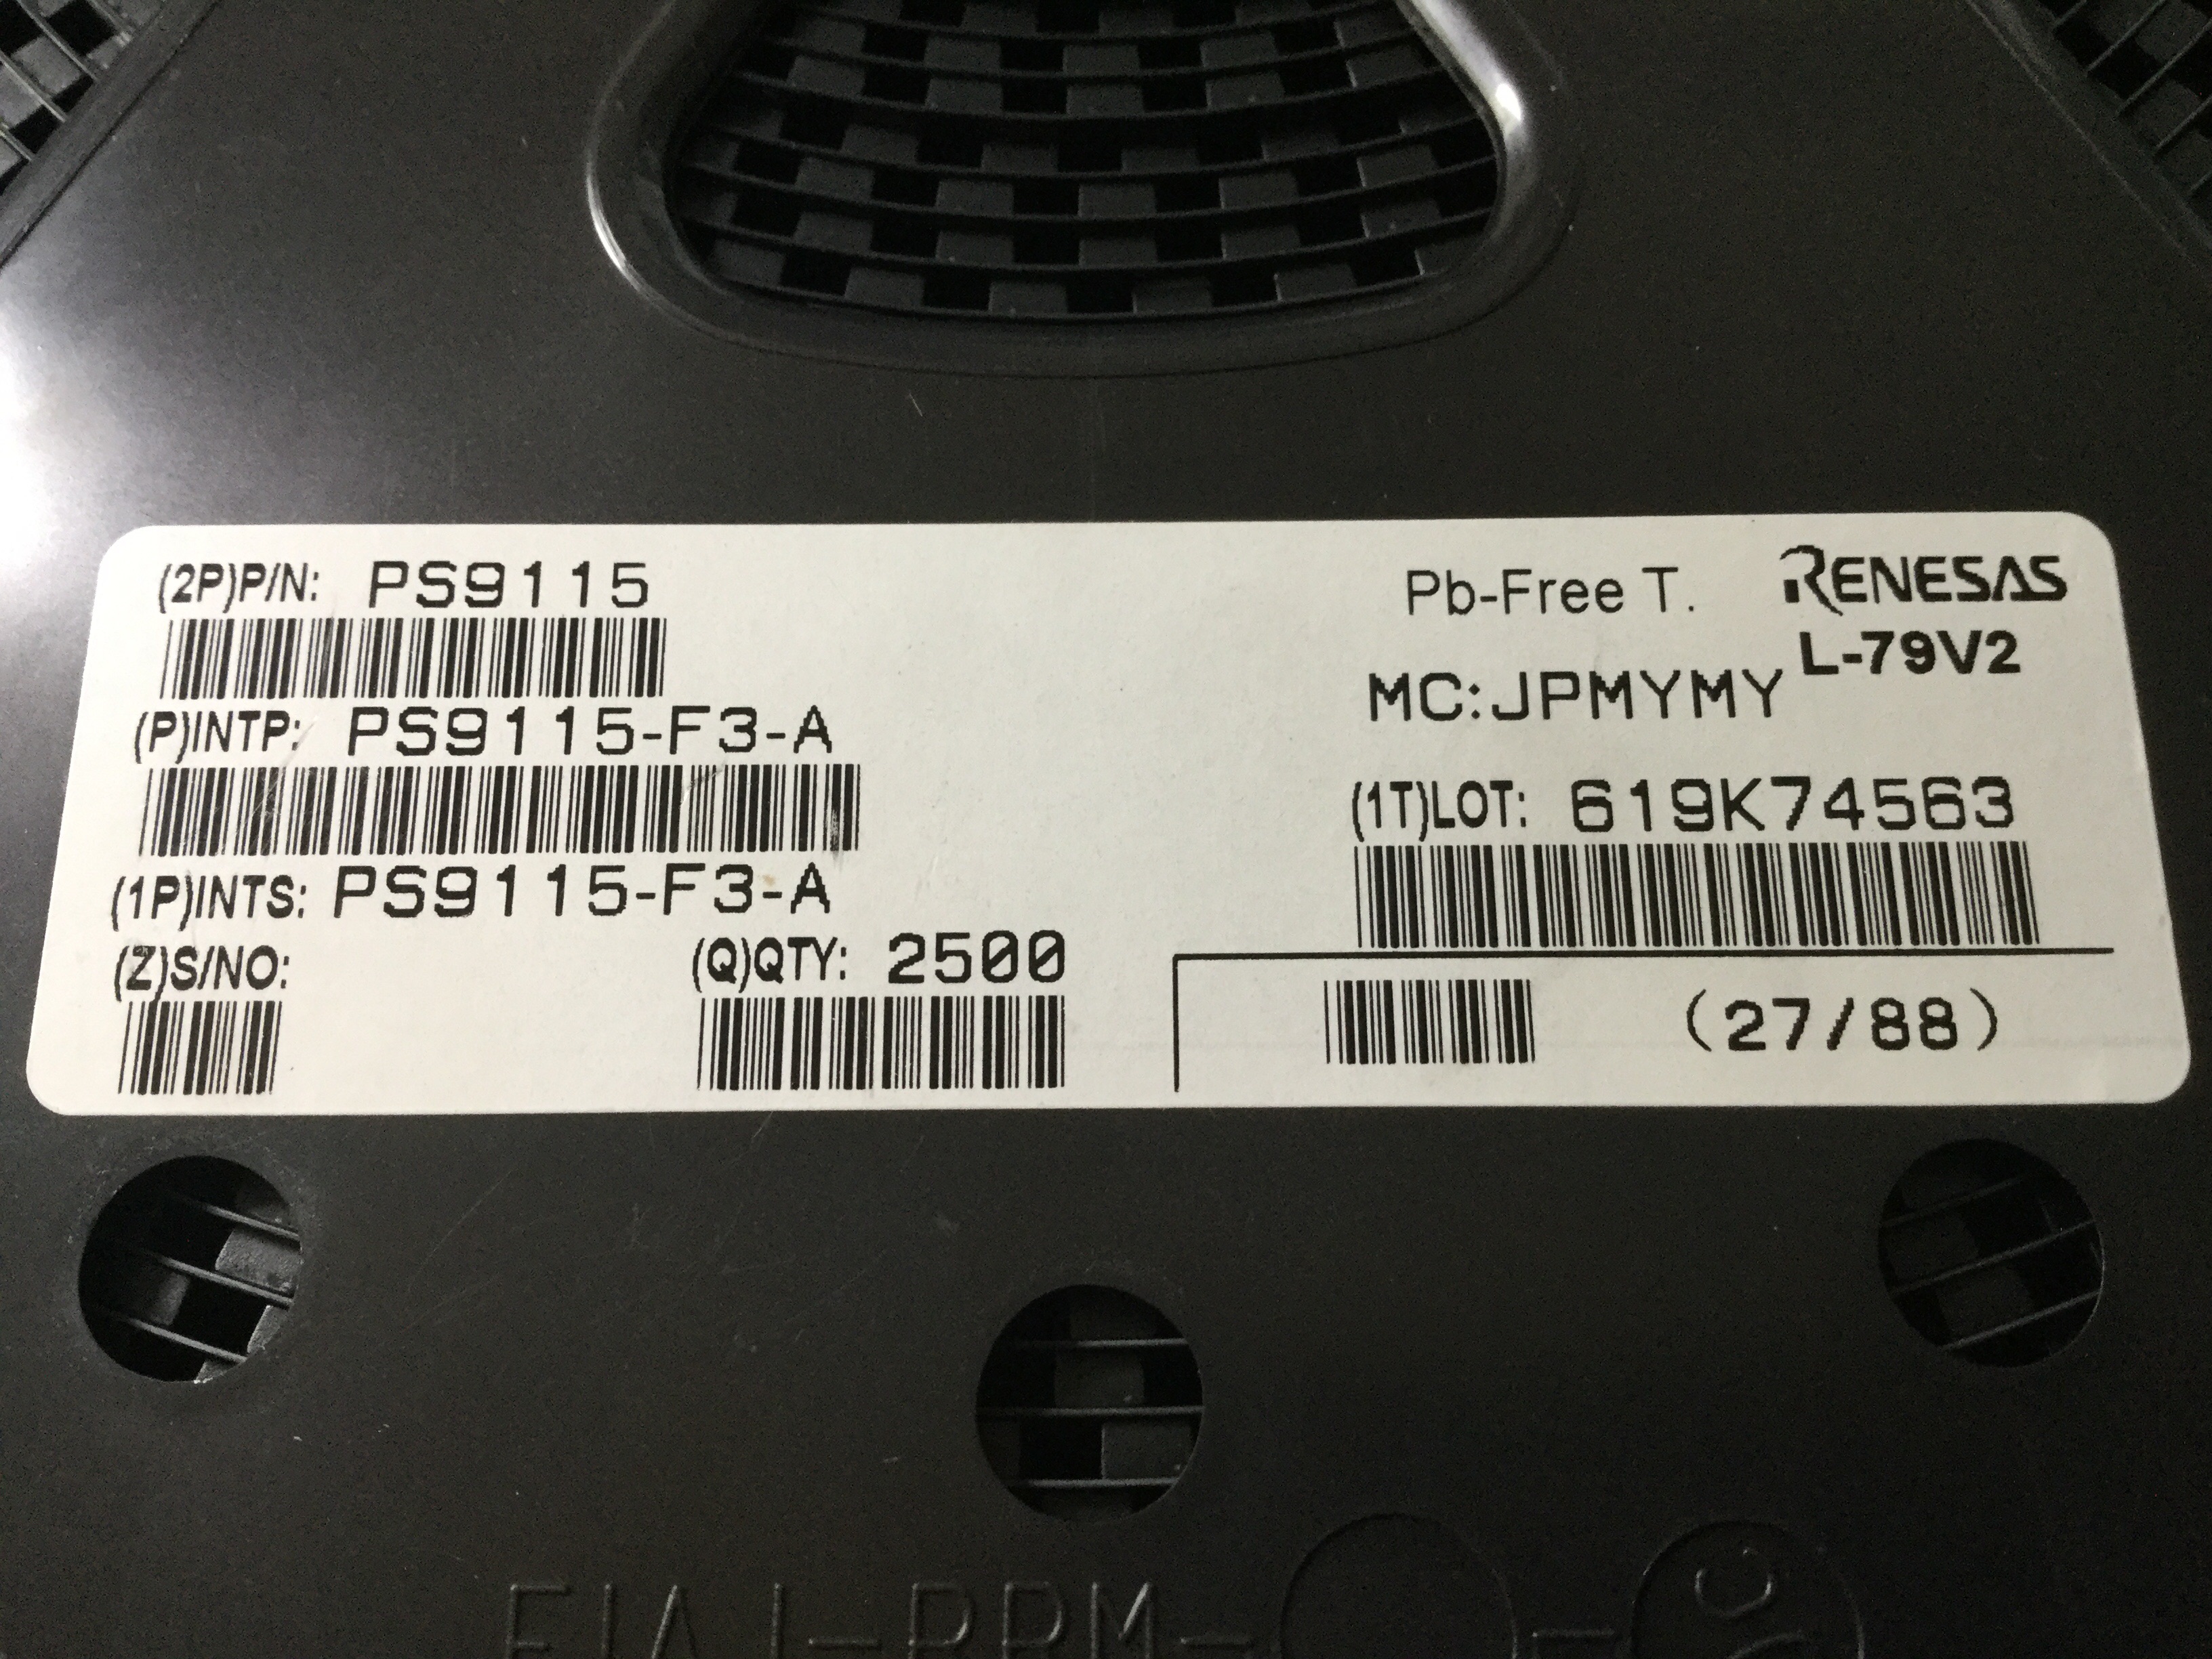 (2P)P/N: PS9115
Pb-Free T. RENESAS
L-79V2
MC:JPMYMY
(P)INTP: PS9115-F3-A
(1T)LOT: 619K74563
(1P)INTS: PS9115-F3-A
(Z)S/NO:
(Q)QTY: 2500
(27/88)